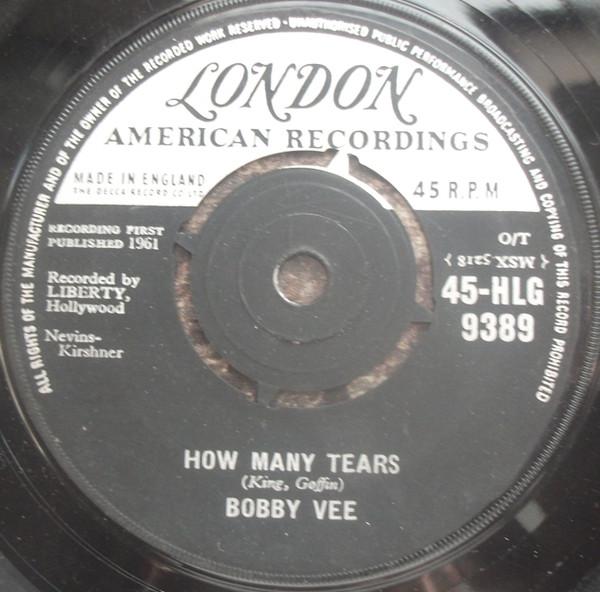 ALL RIGHTS OF THE MANUFACTURER AND OF THE OWNER OF THE RECORDED WORK RESERVED · UNAUTHORISED PUBLIC PERFORMANCE BROADCASTING AND COPYING OF THIS RECORD PROHIBITED
LONDON
AMERICAN RECORDINGS
MADE IN ENGLAND
THE DECCA RECORD CO LTD
45 R.P.M
RECORDING FIRST
PUBLISHED 1961
O/T
{ MSX 5218 }
Recorded by
LIBERTY,
Hollywood
45-HLG
9389
Nevins-
Kirshner
HOW MANY TEARS
(King, Goffin)
BOBBY VEE